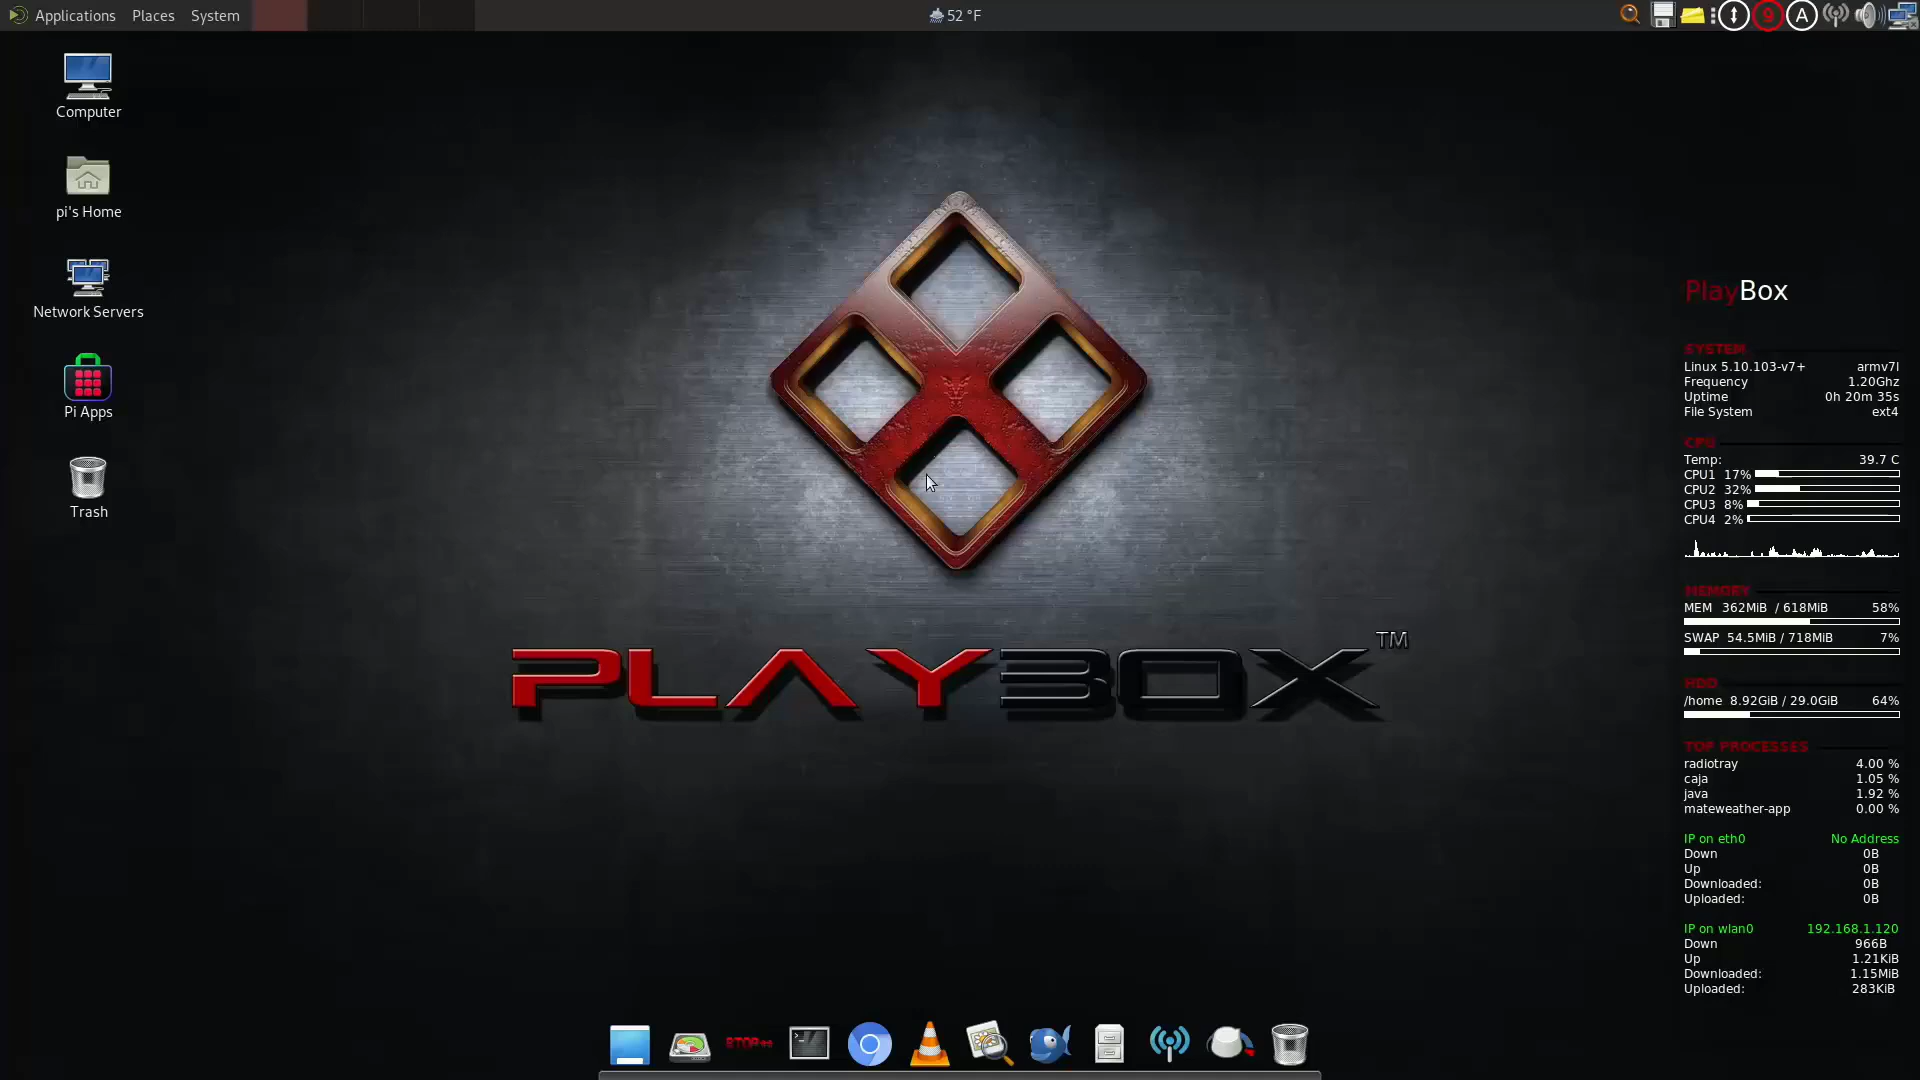 Applications Places System
52 °F
9 A
Computer
pi's Home
Network Servers
Pi Apps
Trash
PLAYBOX™
PlayBox
SYSTEM
Linux 5.10.103-v7+ armv7l
Frequency 1.20Ghz
Uptime 0h 20m 35s
File System ext4
CPU
Temp: 39.7 C
CPU1 17%
CPU2 32%
CPU3 8%
CPU4 2%
MEMORY
MEM 362MiB / 618MiB 58%
SWAP 54.5MiB / 718MiB 7%
HDD
/home 8.92GiB / 29.0GiB 64%
TOP PROCESSES
radiotray 4.00 %
caja 1.05 %
java 1.92 %
mateweather-app 0.00 %
IP on eth0 No Address
Down 0B
Up 0B
Downloaded: 0B
Uploaded: 0B
IP on wlan0 192.168.1.120
Down 966B
Up 1.21KiB
Downloaded: 1.15MiB
Uploaded: 283KiB
BTOP++